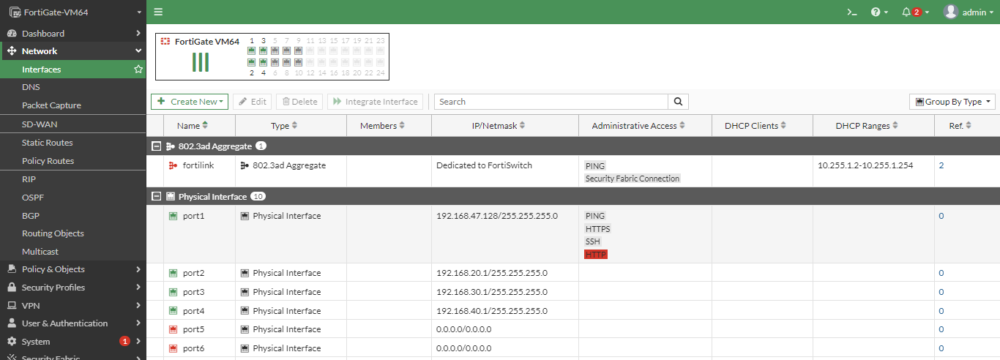 FortiGate-VM64
2
admin
Dashboard
Network
Interfaces
DNS
Packet Capture
SD-WAN
Static Routes
Policy Routes
RIP
OSPF
BGP
Routing Objects
Multicast
Policy & Objects
Security Profiles
VPN
User & Authentication
System 1
Security Fabric
FortiGate VM64
1 3 5 7 9 11 13 15 17 19 21 23
2 4 6 8 10 12 14 16 18 20 22 24
Create New Edit Delete Integrate Interface Search Group By Type
Name Type Members IP/Netmask Administrative Access DHCP Clients DHCP Ranges Ref.
802.3ad Aggregate 1
fortilink 802.3ad Aggregate Dedicated to FortiSwitch PING 10.255.1.2-10.255.1.254 2
Security Fabric Connection
Physical Interface 10
port1 Physical Interface 192.168.47.128/255.255.255.0 PING 0
HTTPS
SSH
HTTP
port2 Physical Interface 192.168.20.1/255.255.255.0 0
port3 Physical Interface 192.168.30.1/255.255.255.0 0
port4 Physical Interface 192.168.40.1/255.255.255.0 0
port5 Physical Interface 0.0.0.0/0.0.0.0 0
port6 Physical Interface 0.0.0.0/0.0.0.0 0